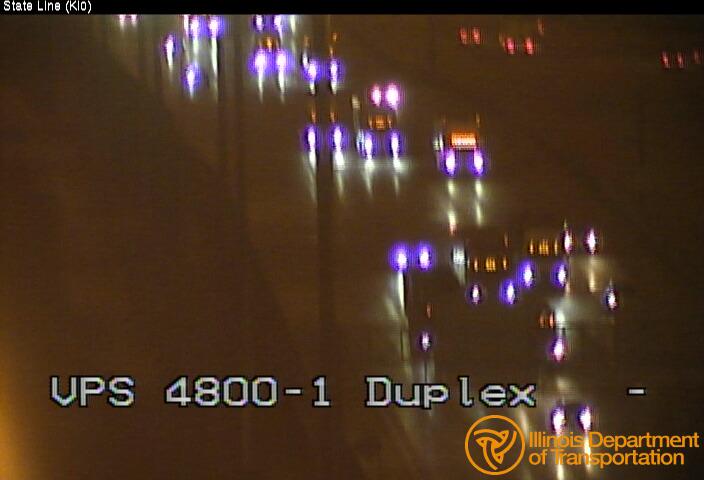 State Line (Klo)
VPS 4800-1 Duplex -
Illinois Department
of Transportation